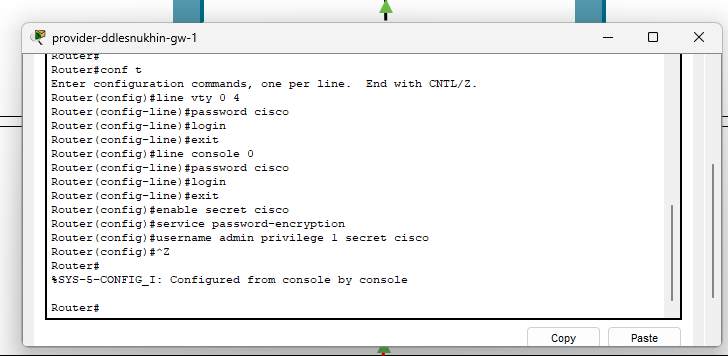 provider-ddlesnukhin-gw-1
Router#
Router#conf t
Enter configuration commands, one per line.  End with CNTL/Z.
Router(config)#line vty 0 4
Router(config-line)#password cisco
Router(config-line)#login
Router(config-line)#exit
Router(config)#line console 0
Router(config-line)#password cisco
Router(config-line)#login
Router(config-line)#exit
Router(config)#enable secret cisco
Router(config)#service password-encryption
Router(config)#username admin privilege 1 secret cisco
Router(config)#^Z
Router#
%SYS-5-CONFIG_I: Configured from console by console
Router#
Copy Paste